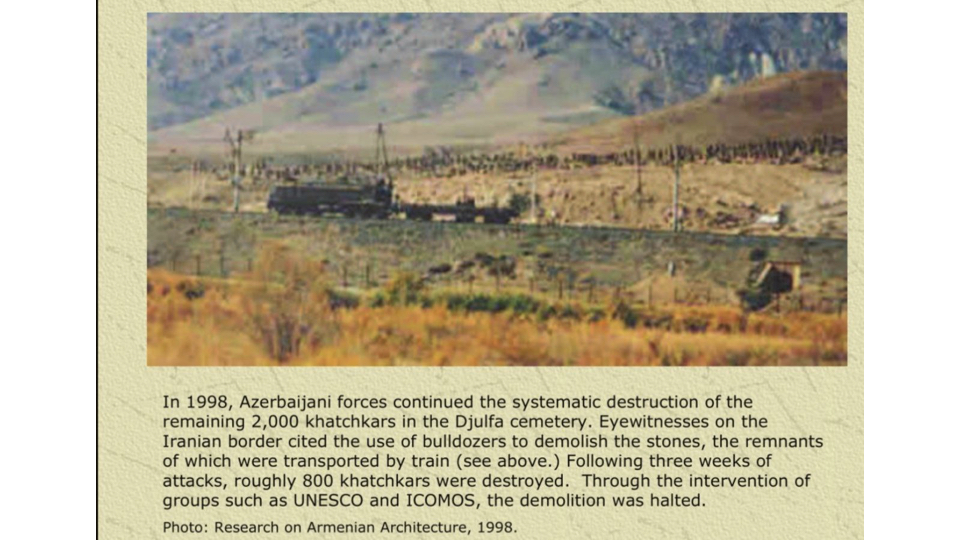 In 1998, Azerbaijani forces continued the systematic destruction of the
remaining 2,000 khatchkars in the Djulfa cemetery. Eyewitnesses on the
Iranian border cited the use of bulldozers to demolish the stones, the remnants
of which were transported by train (see above.) Following three weeks of
attacks, roughly 800 khatchkars were destroyed.  Through the intervention of
groups such as UNESCO and ICOMOS, the demolition was halted.
Photo: Research on Armenian Architecture, 1998.